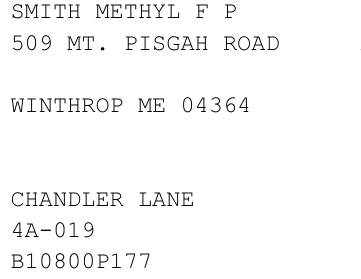 SMITH METHYL F P
509 MT. PISGAH ROAD
WINTHROP ME 04364
CHANDLER LANE
4A-019
B10800P177